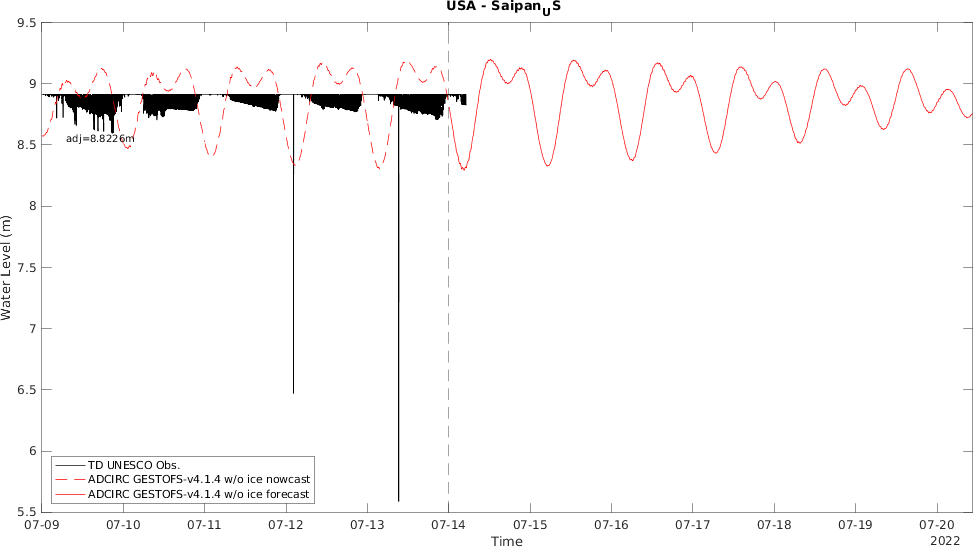 USA - Saipan_US
9.5
9
8.5
8
7.5
7
6.5
6
5.5
Water Level (m)
adj=8.8226m
TD UNESCO Obs.
ADCIRC GESTOFS-v4.1.4 w/o ice nowcast
ADCIRC GESTOFS-v4.1.4 w/o ice forecast
07-09 07-10 07-11 07-12 07-13 07-14 07-15 07-16 07-17 07-18 07-19 07-20
Time
2022